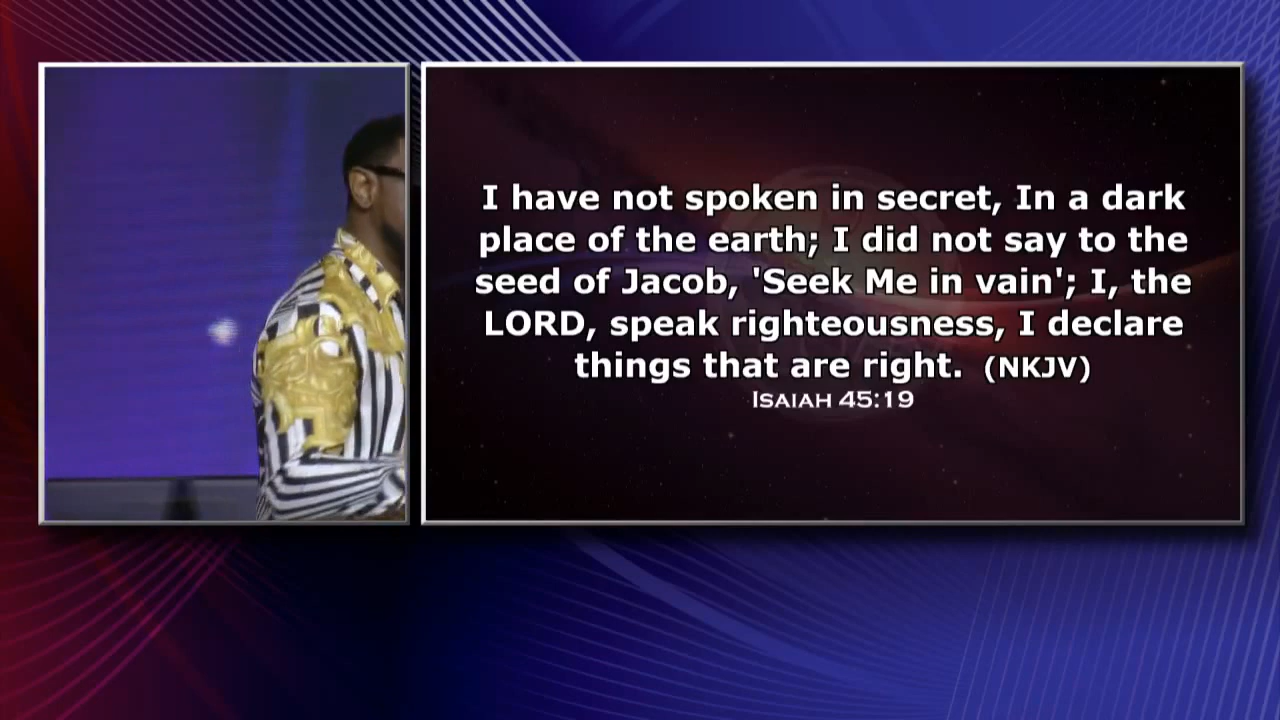 I have not spoken in secret, In a dark
place of the earth; I did not say to the
seed of Jacob, 'Seek Me in vain'; I, the
LORD, speak righteousness, I declare
things that are right. (NKJV)
Isaiah 45:19